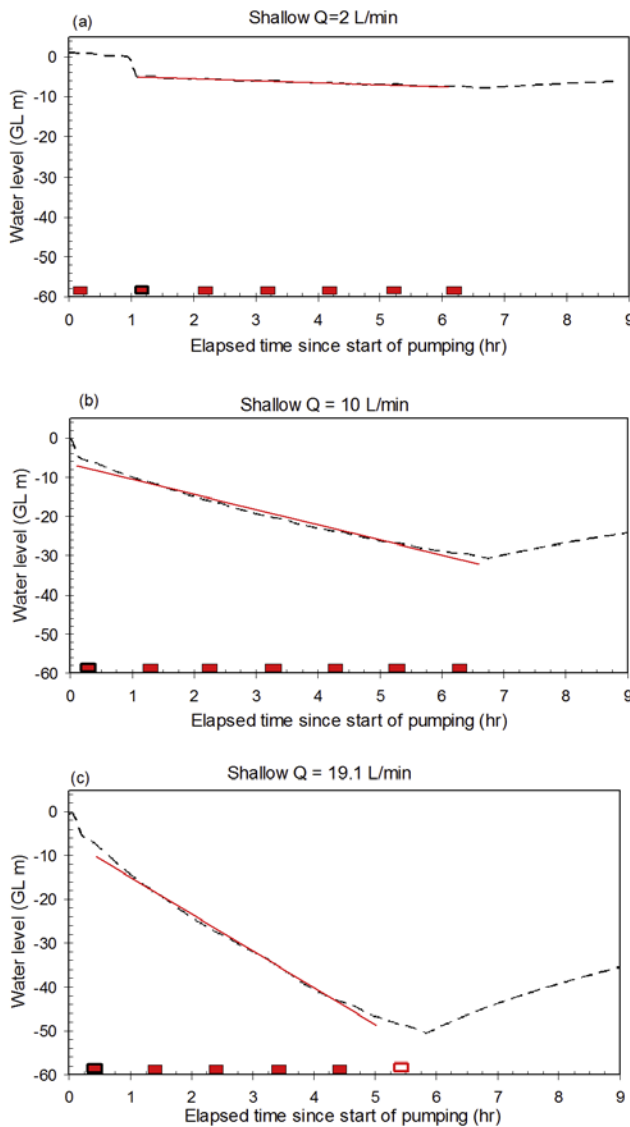 (a)
Shallow Q=2 L/min
Water level (GL m)
0
-10
-20
-30
-40
-50
-60
0 1 2 3 4 5 6 7 8 9
Elapsed time since start of pumping (hr)
(b)
Shallow Q = 10 L/min
Water level (GL m)
0
-10
-20
-30
-40
-50
-60
0 1 2 3 4 5 6 7 8 9
Elapsed time since start of pumping (hr)
(c)
Shallow Q = 19.1 L/min
Water level (GL m)
0
-10
-20
-30
-40
-50
-60
0 1 2 3 4 5 6 7 8 9
Elapsed time since start of pumping (hr)